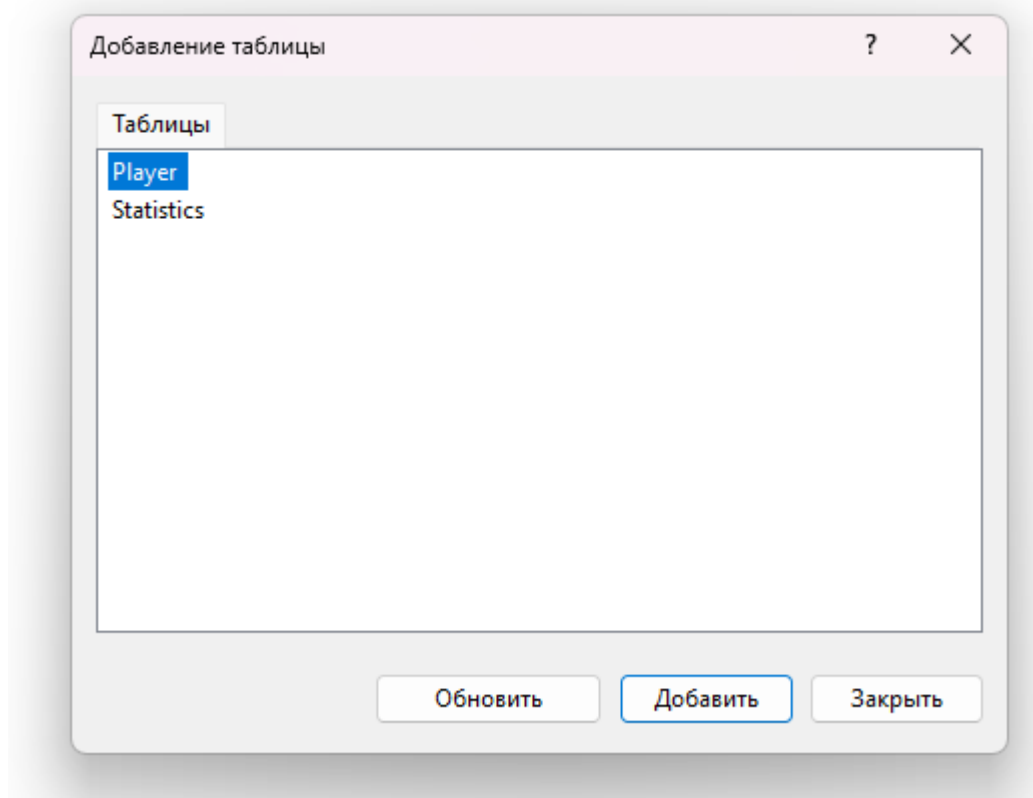 Добавление таблицы ?
Таблицы
Player
Statistics
Обновить Добавить Закрыть